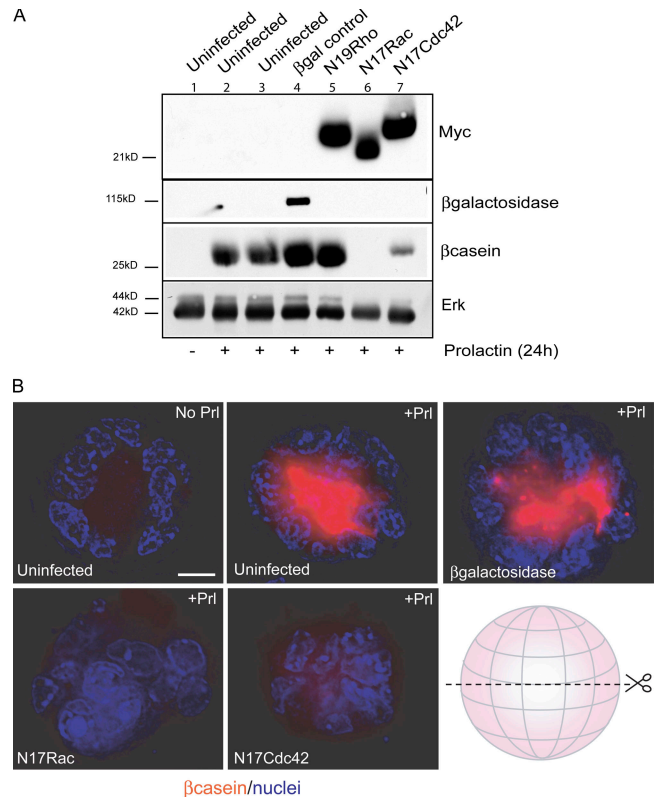 A
Uninfected
Uninfected
Uninfected
βgal control
N19Rho
N17Rac
N17Cdc42
1 2 3 4 5 6 7
Myc
21kD
115kD
βgalactosidase
βcasein
25kD
44kD
42kD
Erk
- + + + + + + Prolactin (24h)
B
No Prl
Uninfected
+Prl
Uninfected
+Prl
βgalactosidase
+Prl
N17Rac
+Prl
N17Cdc42
βcasein/nuclei